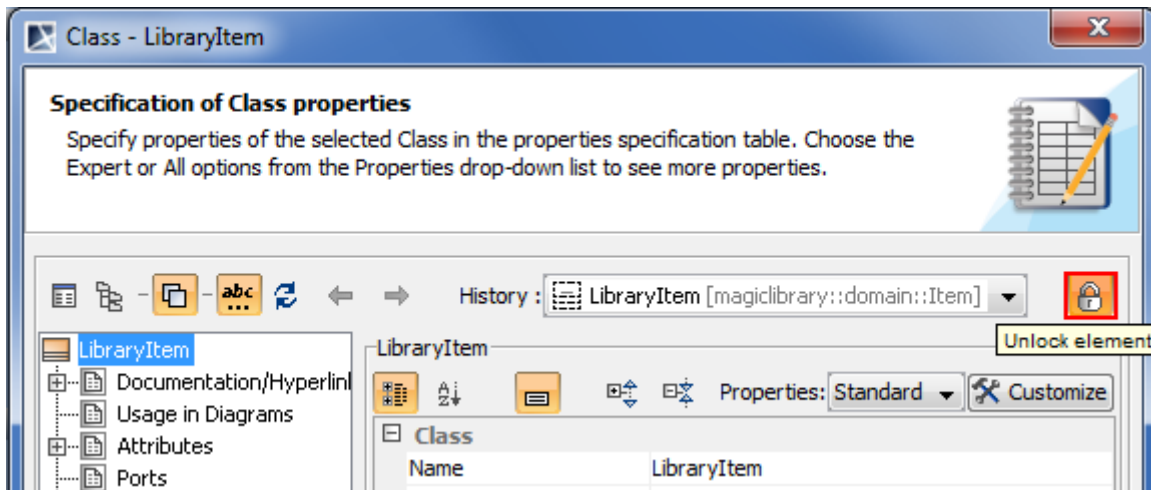 Class - LibraryItem
Specification of Class properties
Specify properties of the selected Class in the properties specification table. Choose the
Expert or All options from the Properties drop-down list to see more properties.
abc
History : LibraryItem [magiclibrary::domain::Item]
Unlock element
LibraryItem
Documentation/Hyperlinl
Usage in Diagrams
Attributes
Ports
LibraryItem
Properties: Standard Customize
Class
Name LibraryItem